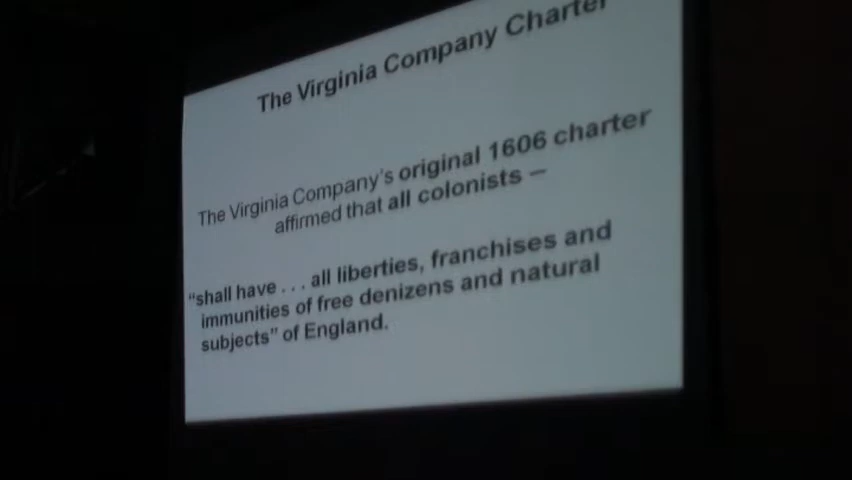 The Virginia Company Charter
The Virginia Company's original 1606 charter
affirmed that all colonists –
"shall have . . . all liberties, franchises and
immunities of free denizens and natural
subjects" of England.